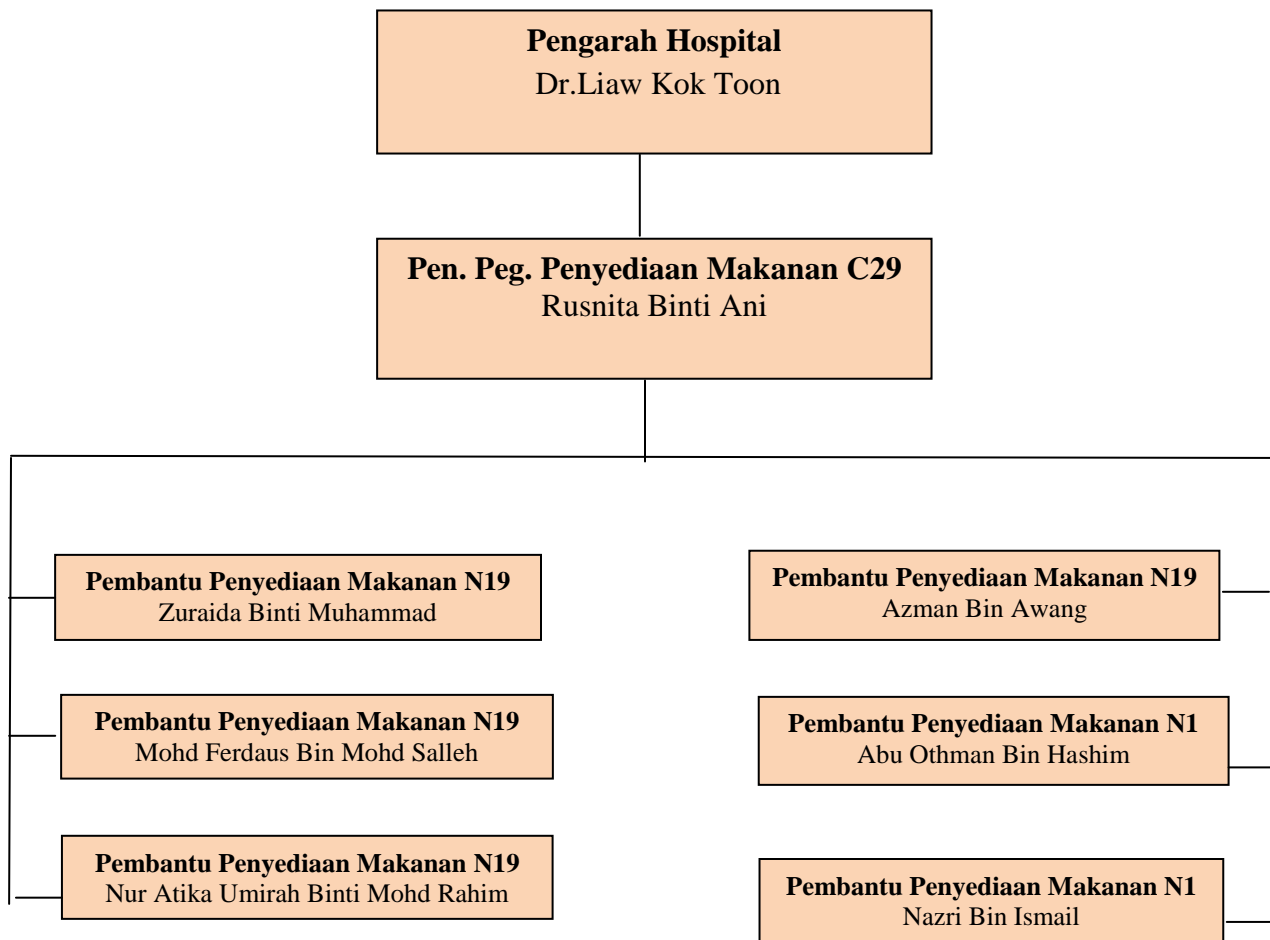 Pengarah Hospital
Dr.Liaw Kok Toon
Pen. Peg. Penyediaan Makanan C29
Rusnita Binti Ani
Pembantu Penyediaan Makanan N19
Zuraida Binti Muhammad
Pembantu Penyediaan Makanan N19
Mohd Ferdaus Bin Mohd Salleh
Pembantu Penyediaan Makanan N19
Nur Atika Umirah Binti Mohd Rahim
Pembantu Penyediaan Makanan N19
Azman Bin Awang
Pembantu Penyediaan Makanan N1
Abu Othman Bin Hashim
Pembantu Penyediaan Makanan N1
Nazri Bin Ismail